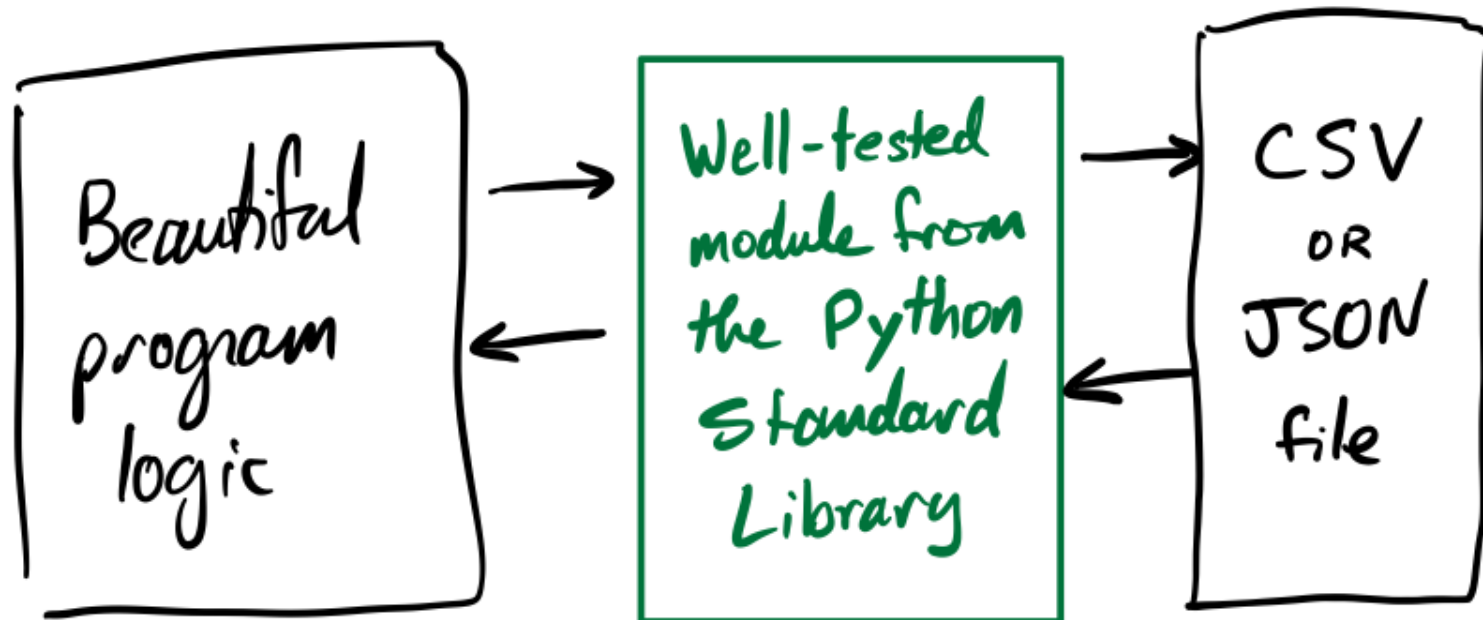 Beautiful
program
logic
Well-tested
module from
the Python
Standard
Library
CSV
OR
JSON
file